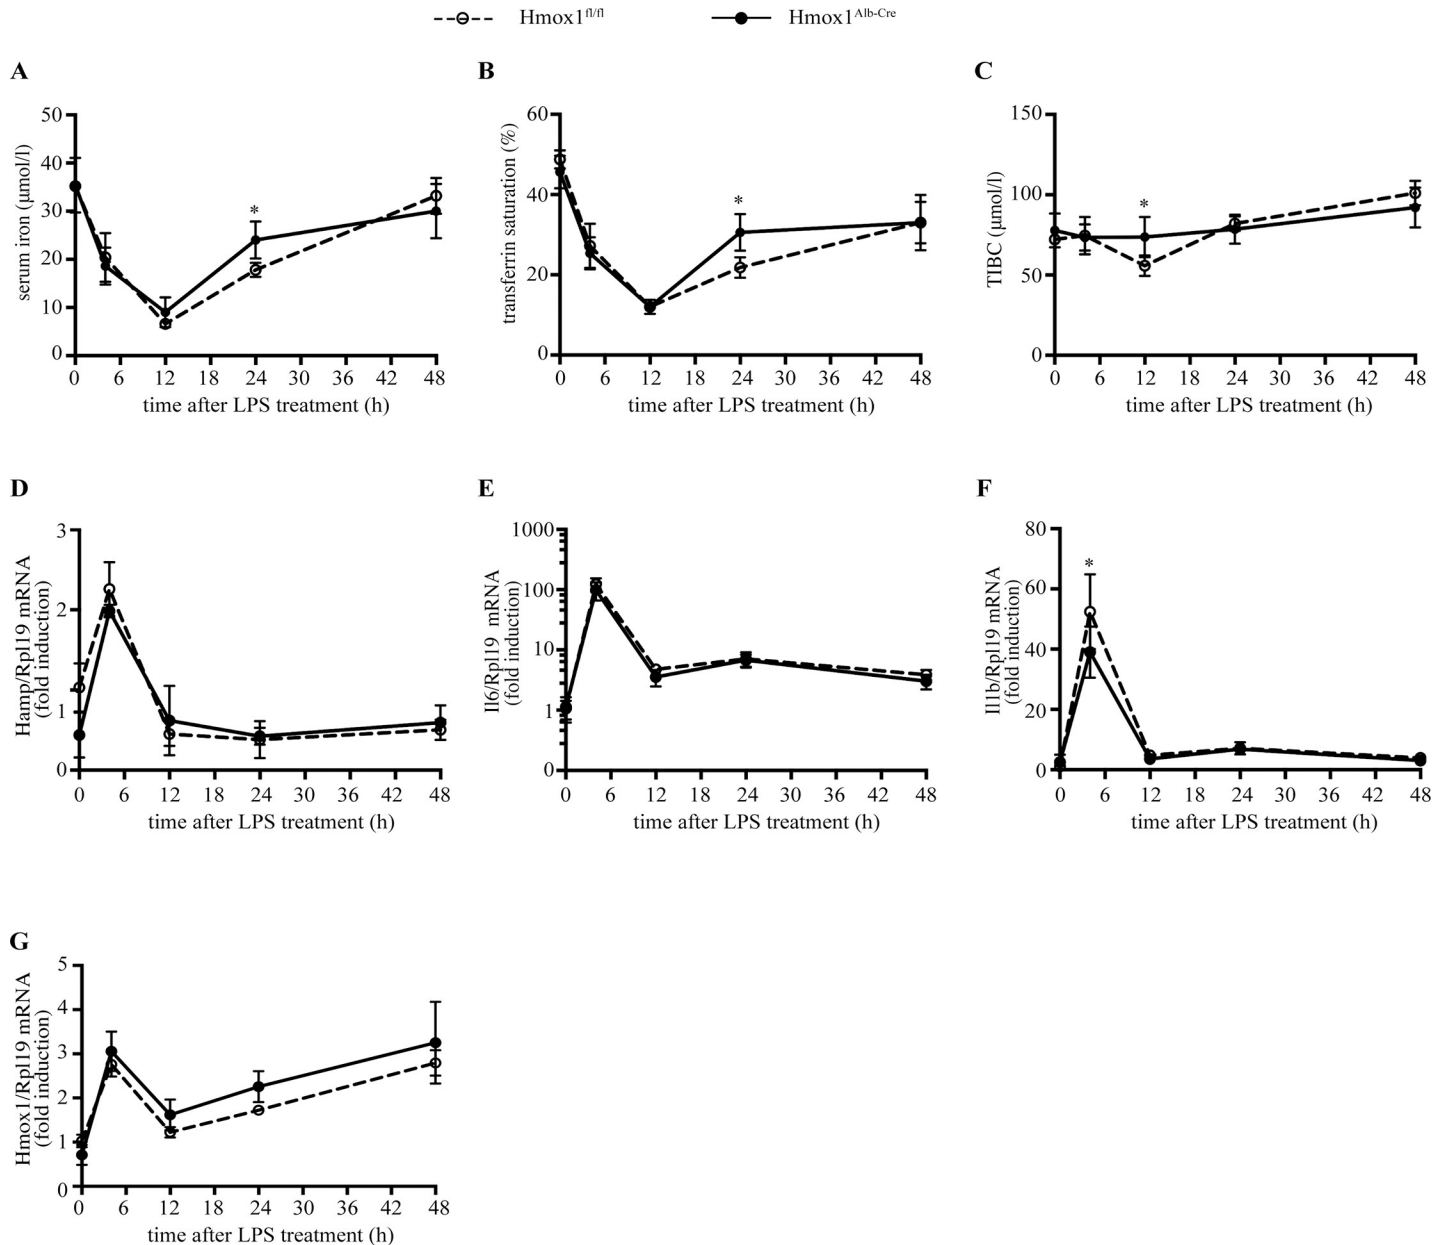 Hmox1fl/fl Hmox1Alb-Cre
A
50
40
30
20
10
0
serum iron (µmol/l)
*
0 6 12 18 24 30 36 42 48
time after LPS treatment (h)
B
60
40
20
0
transferrin saturation (%)
*
0 6 12 18 24 30 36 42 48
time after LPS treatment (h)
C
150
100
50
0
TIBC (µmol/l)
*
0 6 12 18 24 30 36 42 48
time after LPS treatment (h)
D
3
2
1
0
Hamp/Rpl19 mRNA
(fold induction)
0 6 12 18 24 30 36 42 48
time after LPS treatment (h)
E
1000
100
10
1
0
Il6/Rpl19 mRNA
(fold induction)
0 6 12 18 24 30 36 42 48
time after LPS treatment (h)
F
80
60
40
20
0
Il1b/Rpl19 mRNA
(fold induction)
*
0 6 12 18 24 30 36 42 48
time after LPS treatment (h)
G
5
4
3
2
1
0
Hmox1/Rpl19 mRNA
(fold induction)
0 6 12 18 24 30 36 42 48
time after LPS treatment (h)